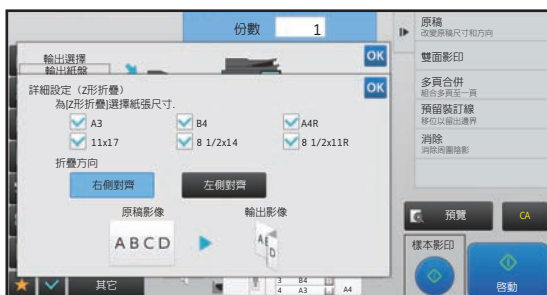 份數 1
輸出選擇
輸出紙盤
OK
詳細設定（Z形折疊）
OK
為[Z形折疊]選擇紙張尺寸.
A3 B4 A4R
11x17 8 1/2x14 8 1/2x11R
折疊方向
右側對齊 左側對齊
原稿影像 輸出影像
ABCD
其它
3 B4
4 A3
A4
原稿
改變原稿尺寸和方向
雙面影印
多頁合併
組合多頁至一頁
預留裝訂線
移位以留出邊界
消除
消除周圍陰影
預覽 CA
樣本影印
啓動